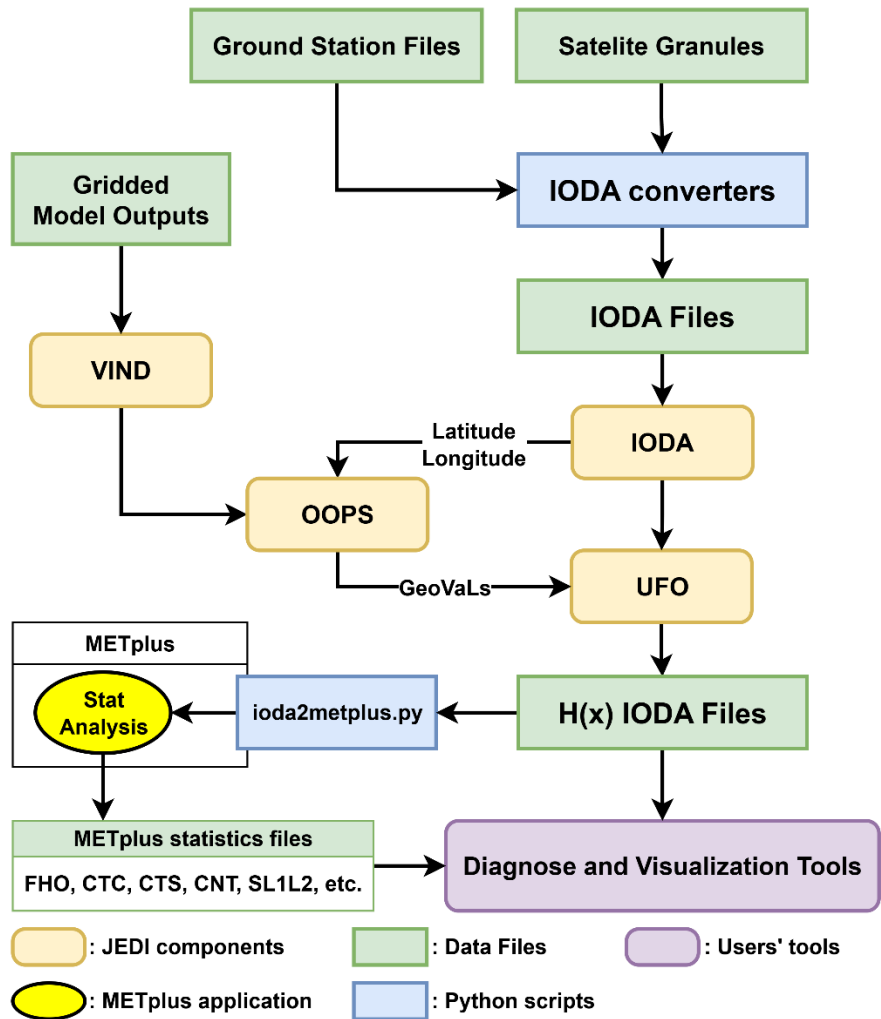 Ground Station Files
Satelite Granules
Gridded
Model Outputs
IODA converters
IODA Files
VIND
Latitude
Longitude
IODA
OOPS
GeoVaLs
UFO
METplus
Stat
Analysis
ioda2metplus.py
H(x) IODA Files
METplus statistics files
FHO, CTC, CTS, CNT, SL1L2, etc.
Diagnose and Visualization Tools
: JEDI components
: Data Files
: Users' tools
: METplus application
: Python scripts